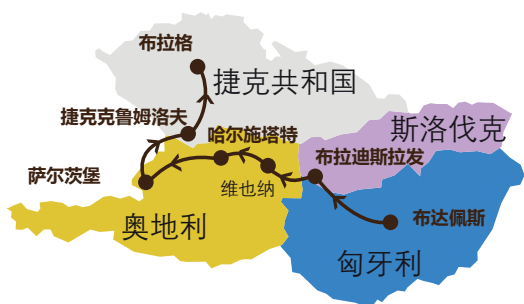 布拉格
捷克共和国
捷克克鲁姆洛夫
哈尔施塔特
斯洛伐克
布拉迪斯拉发
萨尔茨堡
维也纳
奥地利
布达佩斯
匈牙利